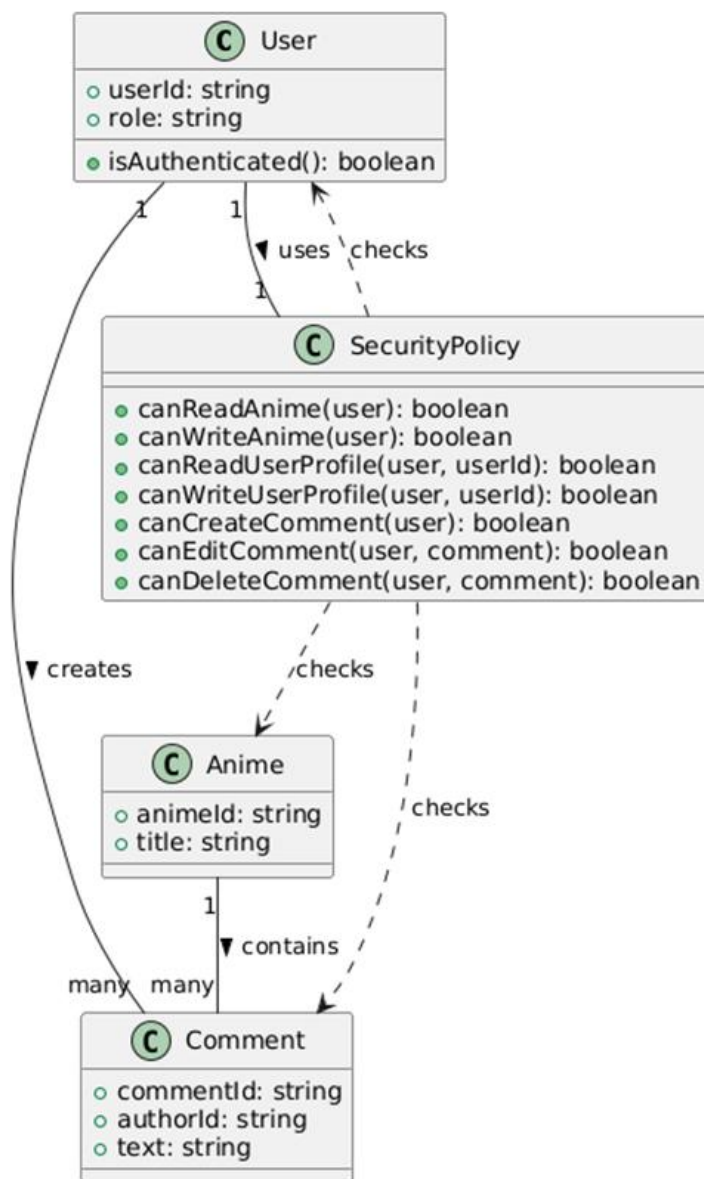 C User
userId: string
role: string
isAuthenticated(): boolean
1
1
uses
checks
1
C SecurityPolicy
canReadAnime(user): boolean
canWriteAnime(user): boolean
canReadUserProfile(user, userId): boolean
canWriteUserProfile(user, userId): boolean
canCreateComment(user): boolean
canEditComment(user, comment): boolean
canDeleteComment(user, comment): boolean
creates
checks
C Anime
animeId: string
title: string
checks
1
contains
many
many
C Comment
commentId: string
authorId: string
text: string